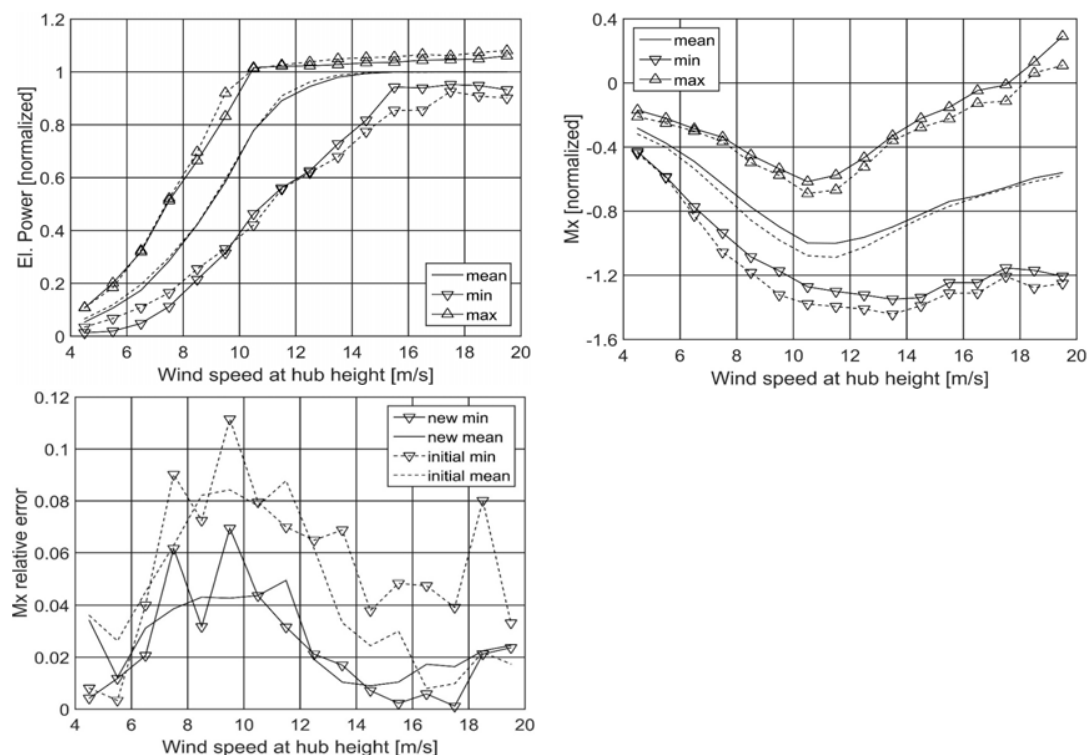 1.2
1
0.8
0.6
0.4
0.2
0
El. Power [normalized]
mean
min
max
4 6 8 10 12 14 16 18 20
Wind speed at hub height [m/s]
0.4
0
-0.4
-0.8
-1.2
-1.6
Mx [normalized]
mean
min
max
4 6 8 10 12 14 16 18 20
Wind speed at hub height [m/s]
0.12
0.1
0.08
0.06
0.04
0.02
0
Mx relative error
new min
new mean
initial min
initial mean
4 6 8 10 12 14 16 18 20
Wind speed at hub height [m/s]